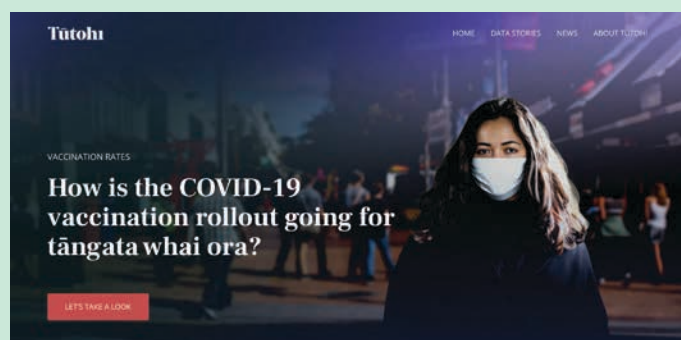 Tūtohi
HOME DATA STORIES NEWS ABOUT TŪTOHI
VACCINATION RATES
How is the COVID-19
vaccination rollout going for
tāngata whai ora?
LET'S TAKE A LOOK